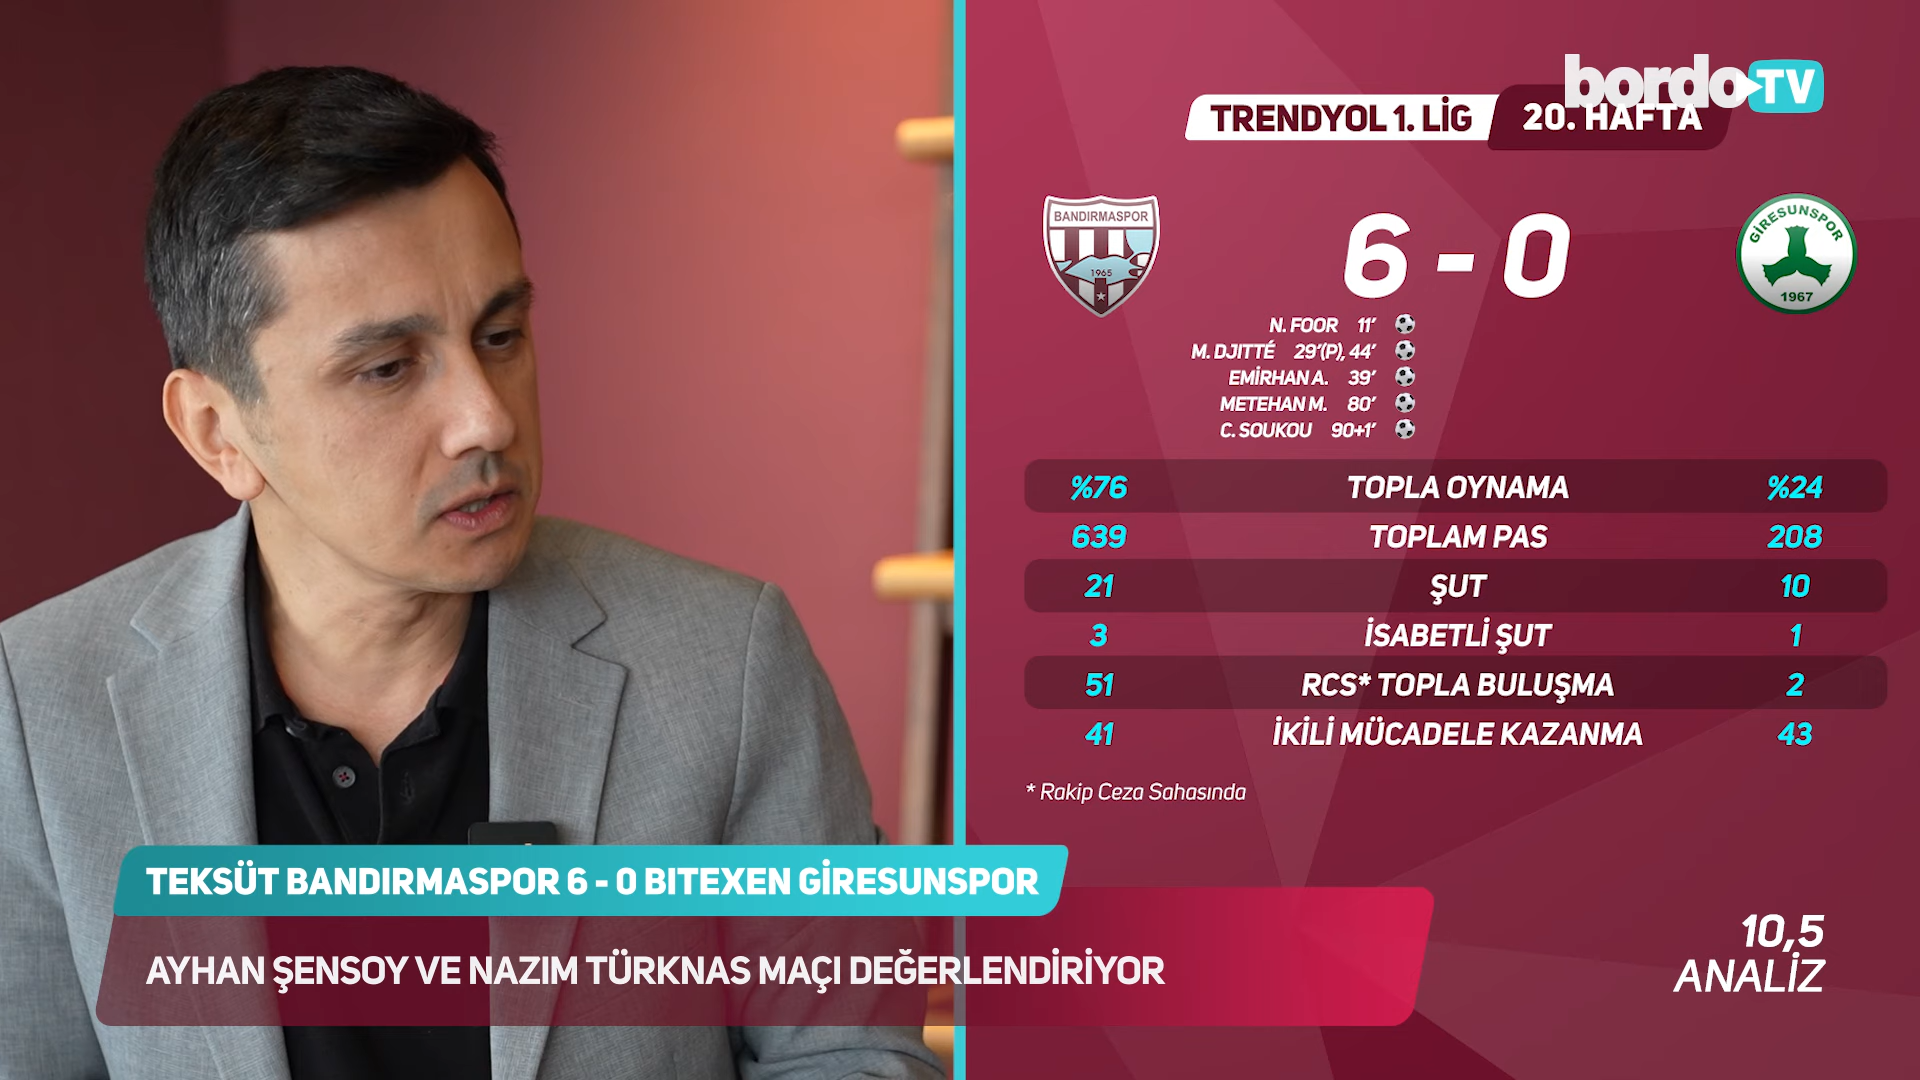 bordo TV
TRENDYOL 1. LİG 20. HAFTA
BANDIRMASPOR
1965
6 - 0
GİRESUNSPOR
1967
N. FOOR 11’
M. DJITTÉ 29’(P), 44’
EMİRHAN A. 39’
METEHAN M. 80’
C. SOUKOU 90+1’
%76 TOPLA OYNAMA %24
639 TOPLAM PAS 208
21 ŞUT 10
3 İSABETLİ ŞUT 1
51 RCS* TOPLA BULUŞMA 2
41 İKİLİ MÜCADELE KAZANMA 43
* Rakip Ceza Sahasında
TEKSÜT BANDIRMASPOR 6 - 0 BITEXEN GİRESUNSPOR
AYHAN ŞENSOY VE NAZIM TÜRKNAS MAÇI DEĞERLENDİRİYOR
10,5
ANALİZ